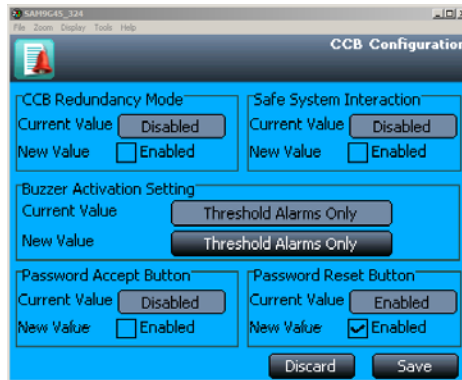 SAM9G45_324
File Zoom Display Tools Help
CCB Configuration
CCB Redundancy Mode
Current Value Disabled
New Value Enabled
Safe System Interaction
Current Value Disabled
New Value Enabled
Buzzer Activation Setting
Current Value Threshold Alarms Only
New Value Threshold Alarms Only
Password Accept Button
Current Value Disabled
New Value Enabled
Password Reset Button
Current Value Enabled
New Value Enabled
Discard Save